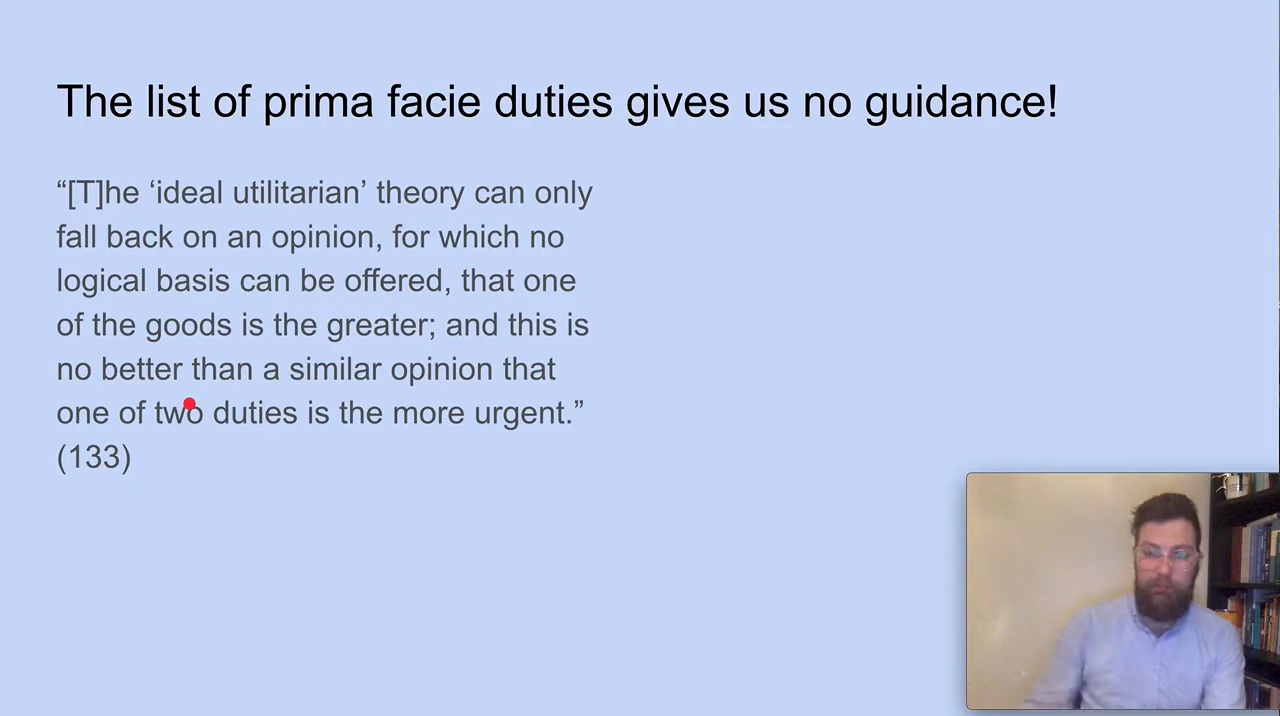 The list of prima facie duties gives us no guidance!
“[T]he ‘ideal utilitarian’ theory can only
fall back on an opinion, for which no
logical basis can be offered, that one
of the goods is the greater; and this is
no better than a similar opinion that
one of two duties is the more urgent.”
(133)